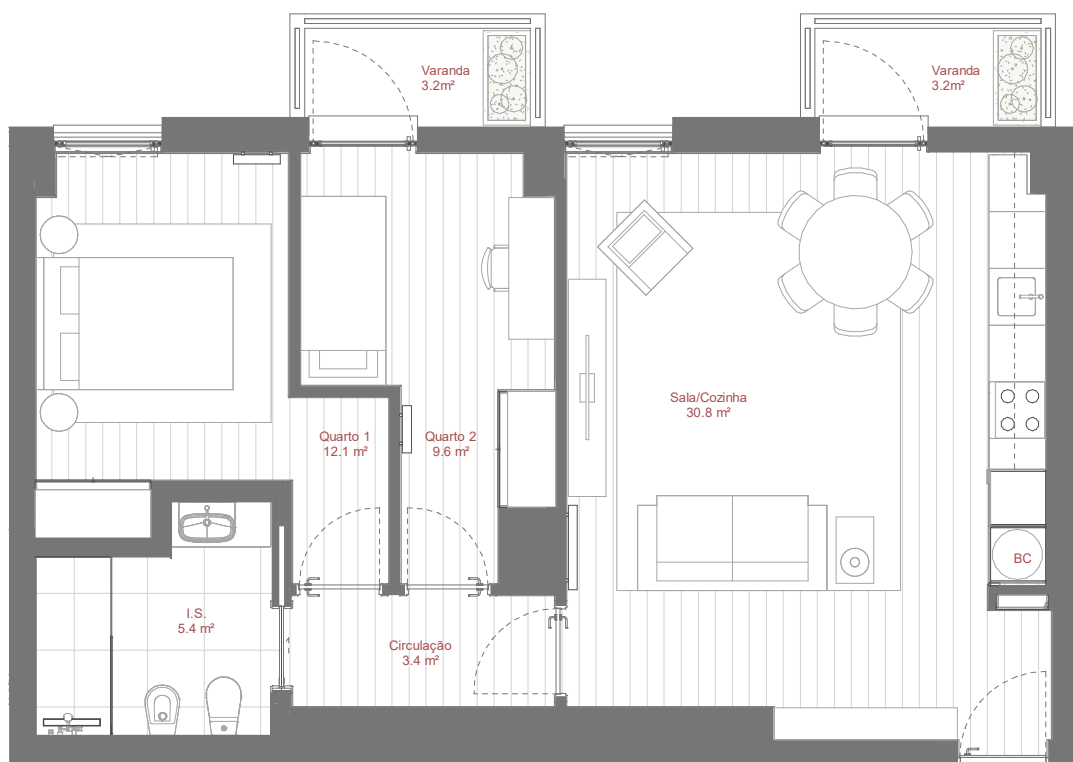 Varanda
3.2m²
Varanda
3.2m²
Sala/Cozinha
30.8 m²
Quarto 1
12.1 m²
Quarto 2
9.6 m²
BC
I.S.
5.4 m²
Circulação
3.4 m²